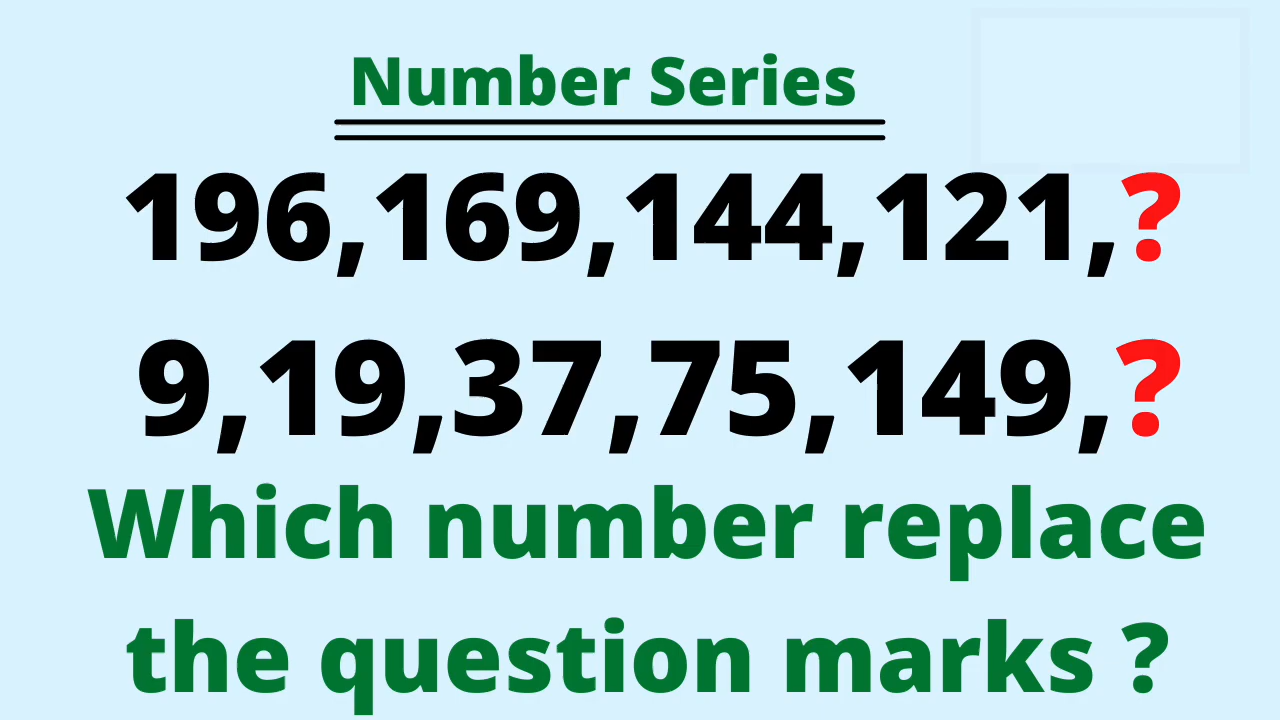 Number Series
196,169,144,121,?
9,19,37,75,149,?
Which number replace
the question marks ?